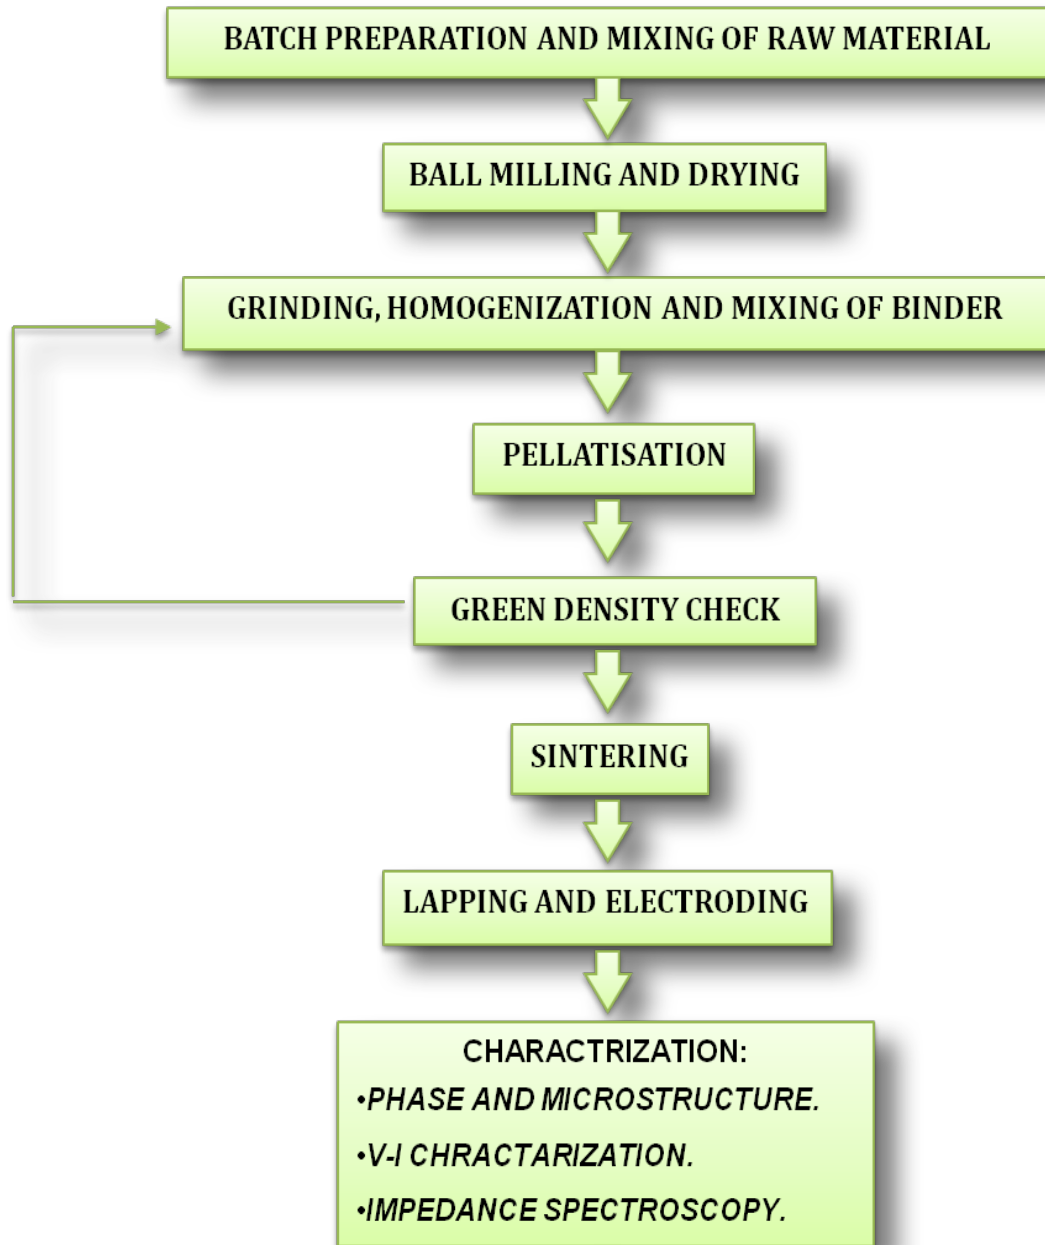 BATCH PREPARATION AND MIXING OF RAW MATERIAL
BALL MILLING AND DRYING
GRINDING, HOMOGENIZATION AND MIXING OF BINDER
PELLATISATION
GREEN DENSITY CHECK
SINTERING
LAPPING AND ELECTRODING
CHARACTRIZATION:
•PHASE AND MICROSTRUCTURE.
•V-I CHRACTARIZATION.
•IMPEDANCE SPECTROSCOPY.